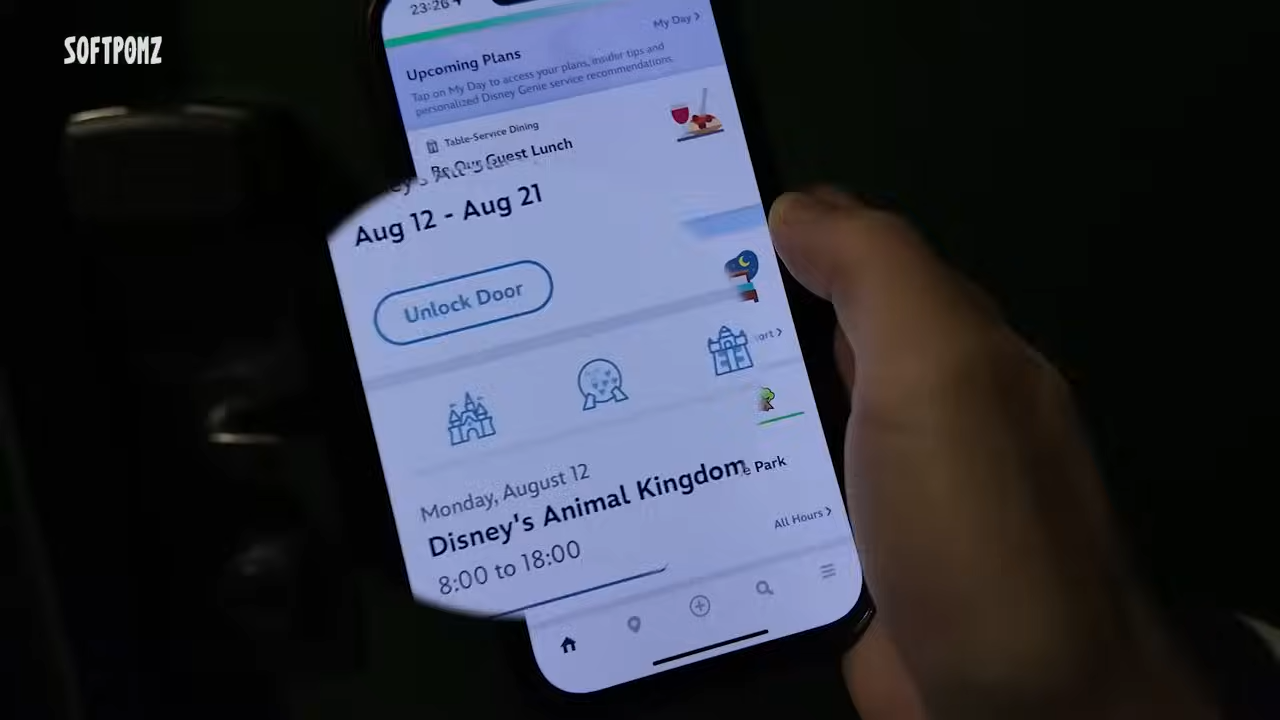 SOFTPOMZ
23:26
My Day
Upcoming Plans
Tap on My Day to access your plans, insider tips and
personalized Disney Genie service recommendations.
Table-Service Dining
Be Our Guest Lunch
Aug 12 - Aug 21
Unlock Door
Monday, August 12
Disney's Animal Kingdom
Park
8:00 to 18:00
All Hours